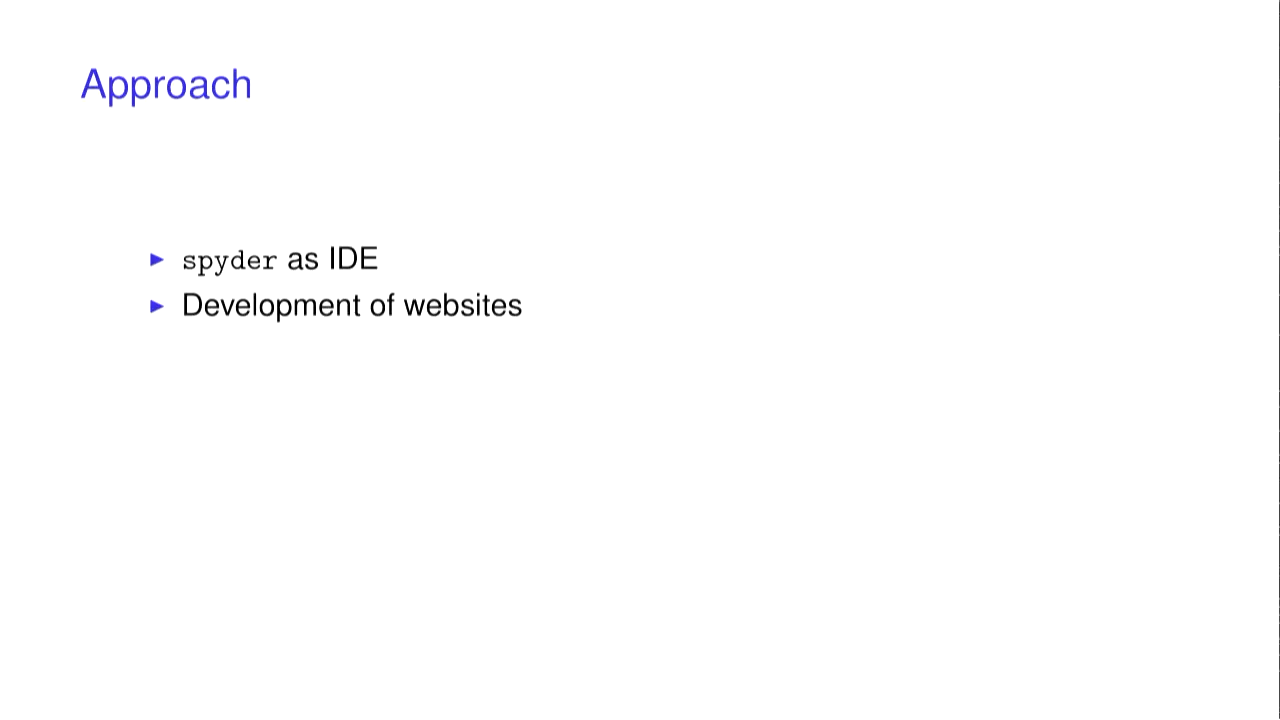 Approach
▶ spyder as IDE
▶ Development of websites